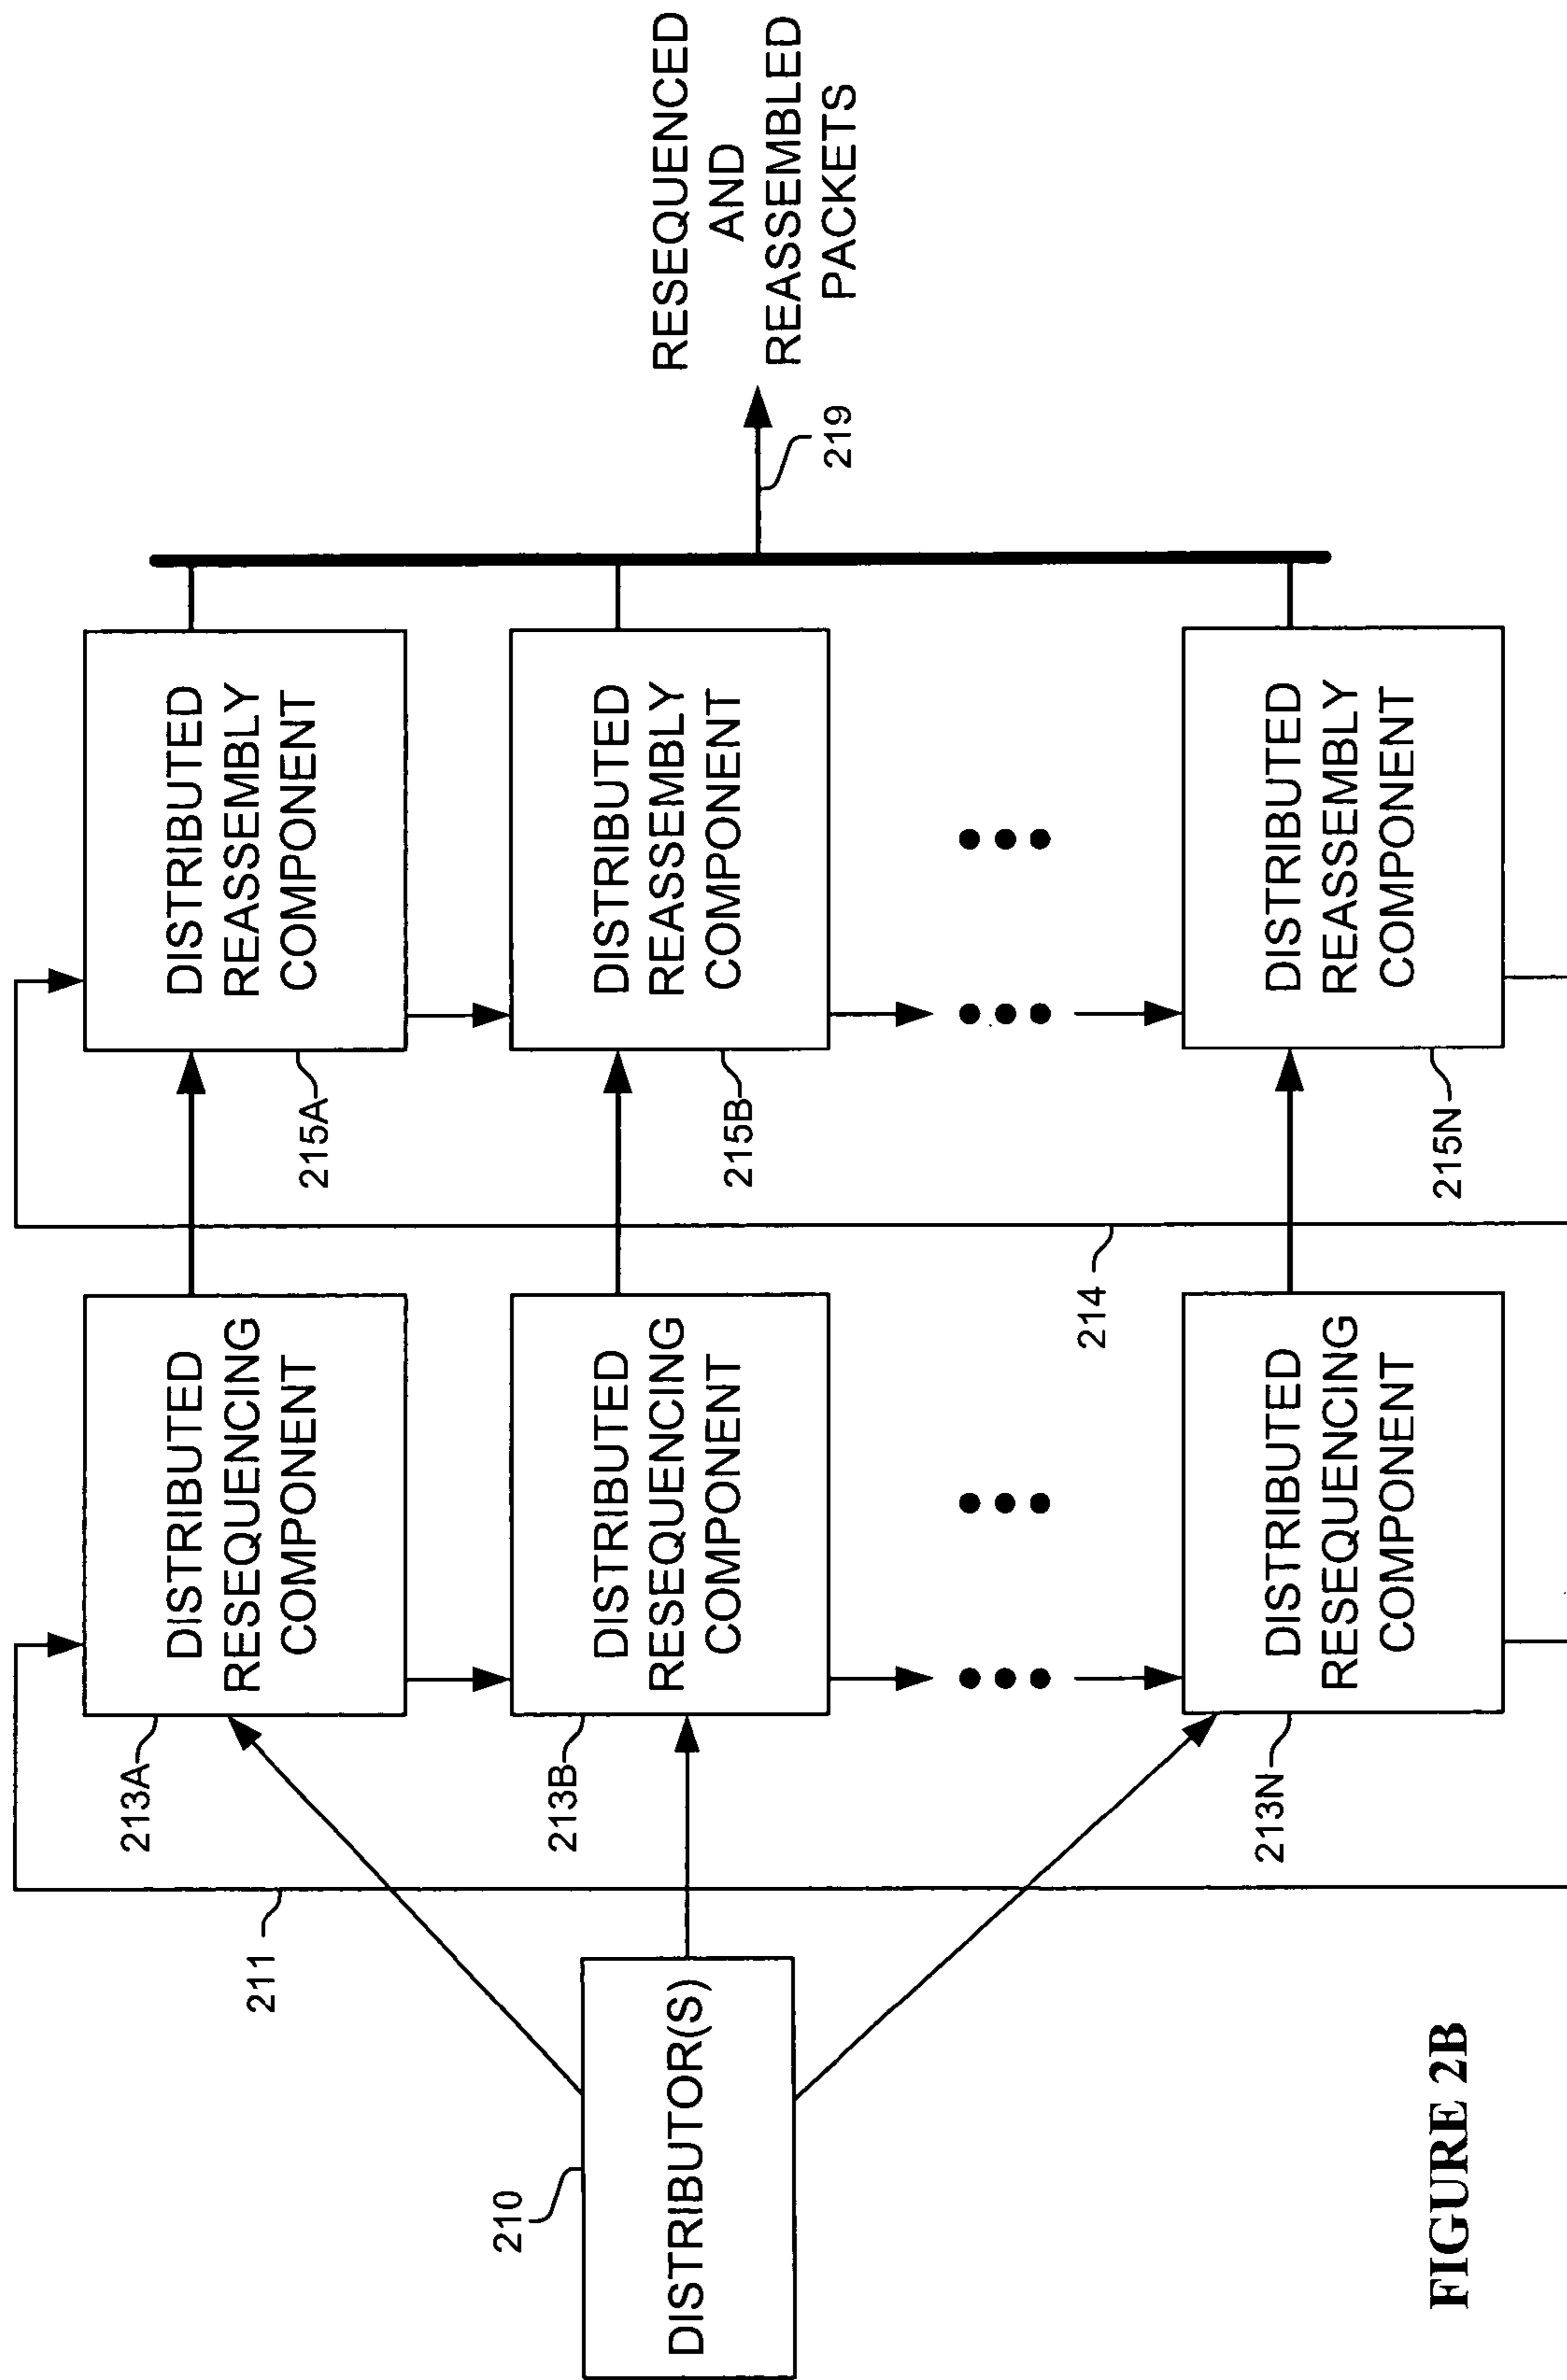 211
210
DISTRIBUTOR(S)
213A
DISTRIBUTED
RESEQUENCING
COMPONENT
213B
DISTRIBUTED
RESEQUENCING
COMPONENT
213N
DISTRIBUTED
RESEQUENCING
COMPONENT
214
215A
DISTRIBUTED
REASSEMBLY
COMPONENT
215B
DISTRIBUTED
REASSEMBLY
COMPONENT
215N
DISTRIBUTED
REASSEMBLY
COMPONENT
219
RESEQUENCED
AND
REASSEMBLED
PACKETS
FIGURE 2B